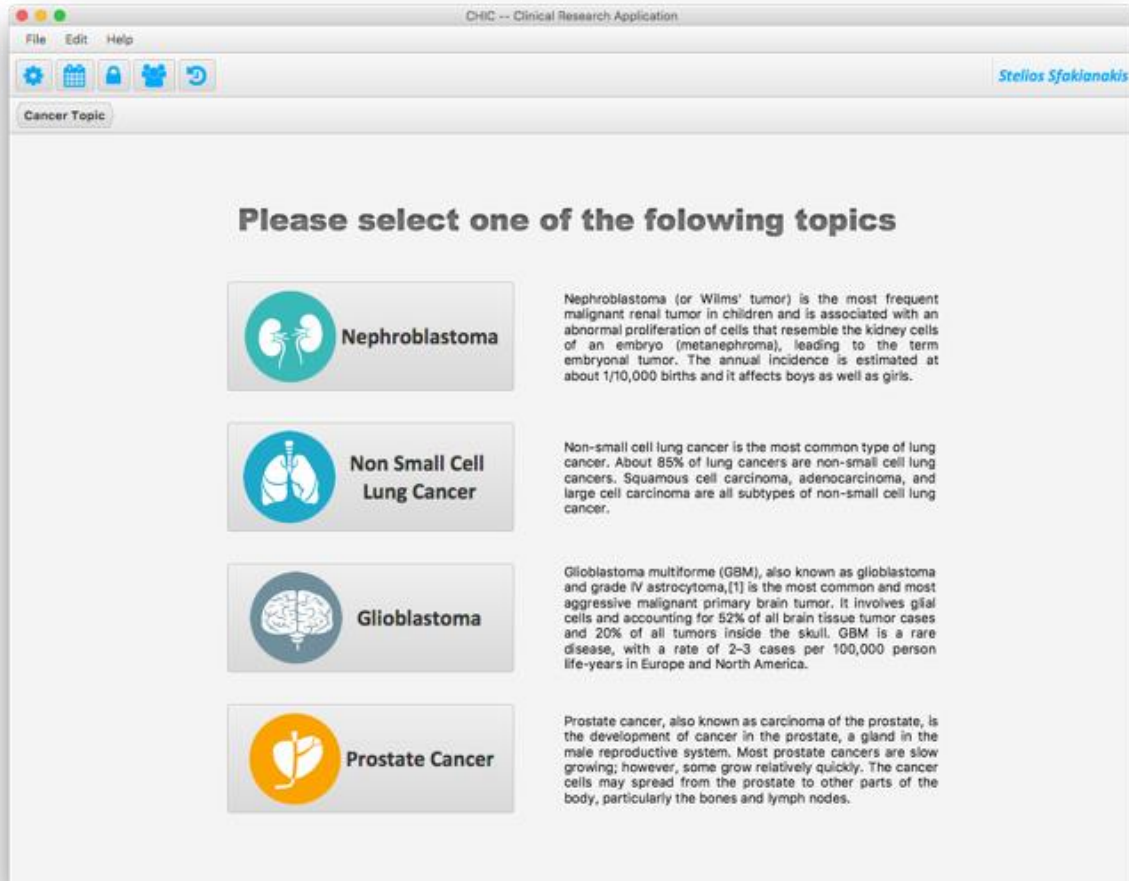 CHIC -- Clinical Research Application
File Edit Help
Stelios Sfakianakis
Cancer Topic
Please select one of the folowing topics
Nephroblastoma
Nephroblastoma (or Wilms' tumor) is the most frequent
malignant renal tumor in children and is associated with an
abnormal proliferation of cells that resemble the kidney cells
of an embryo (metanephroma), leading to the term
embryonal tumor. The annual incidence is estimated at
about 1/10,000 births and it affects boys as well as girls.
Non Small Cell
Lung Cancer
Non-small cell lung cancer is the most common type of lung
cancer. About 85% of lung cancers are non-small cell lung
cancers. Squamous cell carcinoma, adenocarcinoma, and
large cell carcinoma are all subtypes of non-small cell lung
cancer.
Glioblastoma
Glioblastoma multiforme (GBM), also known as glioblastoma
and grade IV astrocytoma,[1] is the most common and most
aggressive malignant primary brain tumor. It involves glial
cells and accounting for 52% of all brain tissue tumor cases
and 20% of all tumors inside the skull. GBM is a rare
disease, with a rate of 2–3 cases per 100,000 person
life-years in Europe and North America.
Prostate Cancer
Prostate cancer, also known as carcinoma of the prostate, is
the development of cancer in the prostate, a gland in the
male reproductive system. Most prostate cancers are slow
growing; however, some grow relatively quickly. The cancer
cells may spread from the prostate to other parts of the
body, particularly the bones and lymph nodes.